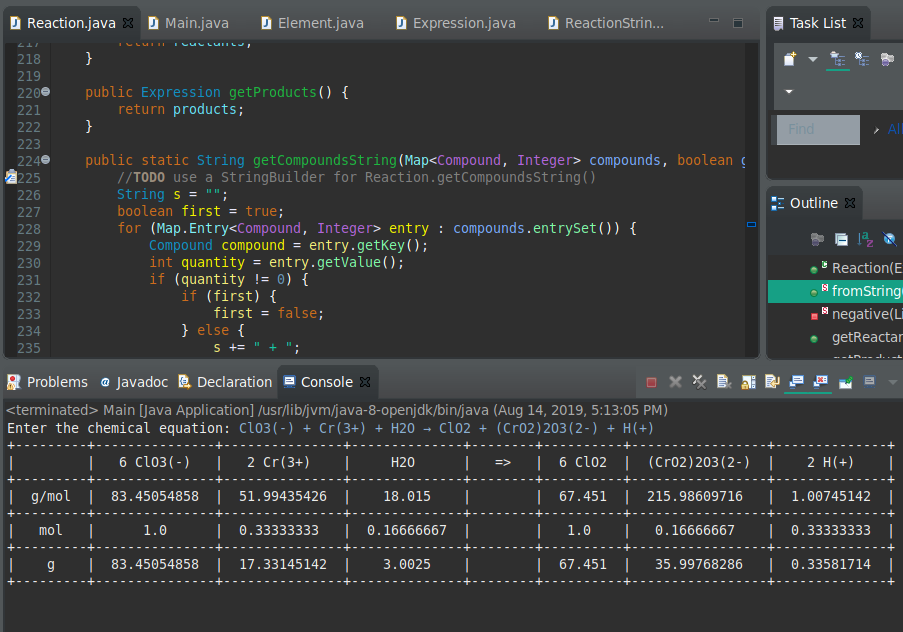 Reaction.java Main.java Element.java Expression.java ReactionStrin... Task List
217 return reactants;
218 }
219
220 public Expression getProducts() {
221 return products;
222 }
223
224 public static String getCompoundsString(Map<Compound, Integer> compounds, boolean g
225 //TODO use a StringBuilder for Reaction.getCompoundsString()
226 String s = "";
227 boolean first = true;
228 for (Map.Entry<Compound, Integer> entry : compounds.entrySet()) {
229 Compound compound = entry.getKey();
230 int quantity = entry.getValue();
231 if (quantity != 0) {
232 if (first) {
233 first = false;
234 } else {
235 s += " + ";
Find All
Outline
Reaction(E
fromString(
negative(Li
getReactar
getProduct
Problems @ Javadoc Declaration Console
<terminated> Main [Java Application] /usr/lib/jvm/java-8-openjdk/bin/java (Aug 14, 2019, 5:13:05 PM)
Enter the chemical equation: ClO3(-) + Cr(3+) + H2O → ClO2 + (CrO2)2O3(2-) + H(+)
+---------+---------------+---------------+--------------+--------+----------+-----------------+--------------+
| | 6 ClO3(-) | 2 Cr(3+) | H2O | => | 6 ClO2 | (CrO2)2O3(2-) | 2 H(+) |
+---------+---------------+---------------+--------------+--------+----------+-----------------+--------------+
| g/mol | 83.45054858 | 51.99435426 | 18.015 | | 67.451 | 215.98609716 | 1.00745142 |
+---------+---------------+---------------+--------------+--------+----------+-----------------+--------------+
| mol | 1.0 | 0.33333333 | 0.16666667 | | 1.0 | 0.16666667 | 0.33333333 |
+---------+---------------+---------------+--------------+--------+----------+-----------------+--------------+
| g | 83.45054858 | 17.33145142 | 3.0025 | | 67.451 | 35.99768286 | 0.33581714 |
+---------+---------------+---------------+--------------+--------+----------+-----------------+--------------+